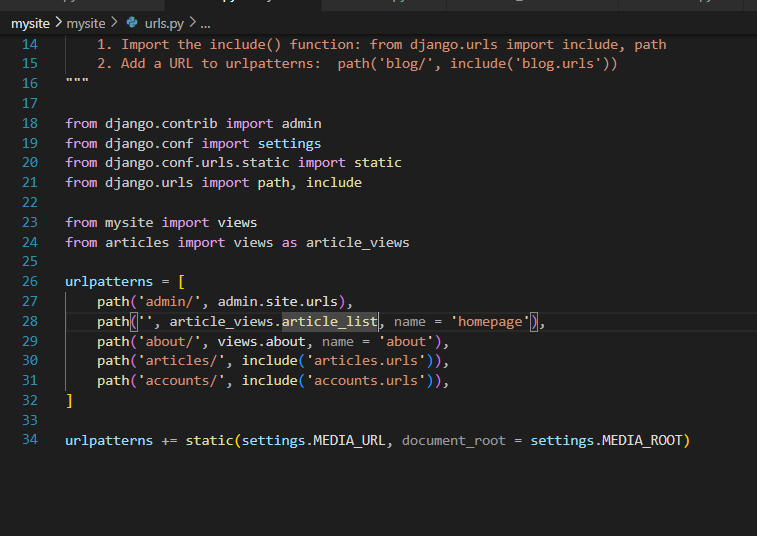 mysite > mysite > urls.py > ...
14 1. Import the include() function: from django.urls import include, path
15 2. Add a URL to urlpatterns:  path('blog/', include('blog.urls'))
16 """
17
18 from django.contrib import admin
19 from django.conf import settings
20 from django.conf.urls.static import static
21 from django.urls import path, include
22
23 from mysite import views
24 from articles import views as article_views
25
26 urlpatterns = [
27     path('admin/', admin.site.urls),
28     path('', article_views.article_list, name = 'homepage'),
29     path('about/', views.about, name = 'about'),
30     path('articles/', include('articles.urls')),
31     path('accounts/', include('accounts.urls')),
32 ]
33
34 urlpatterns += static(settings.MEDIA_URL, document_root = settings.MEDIA_ROOT)